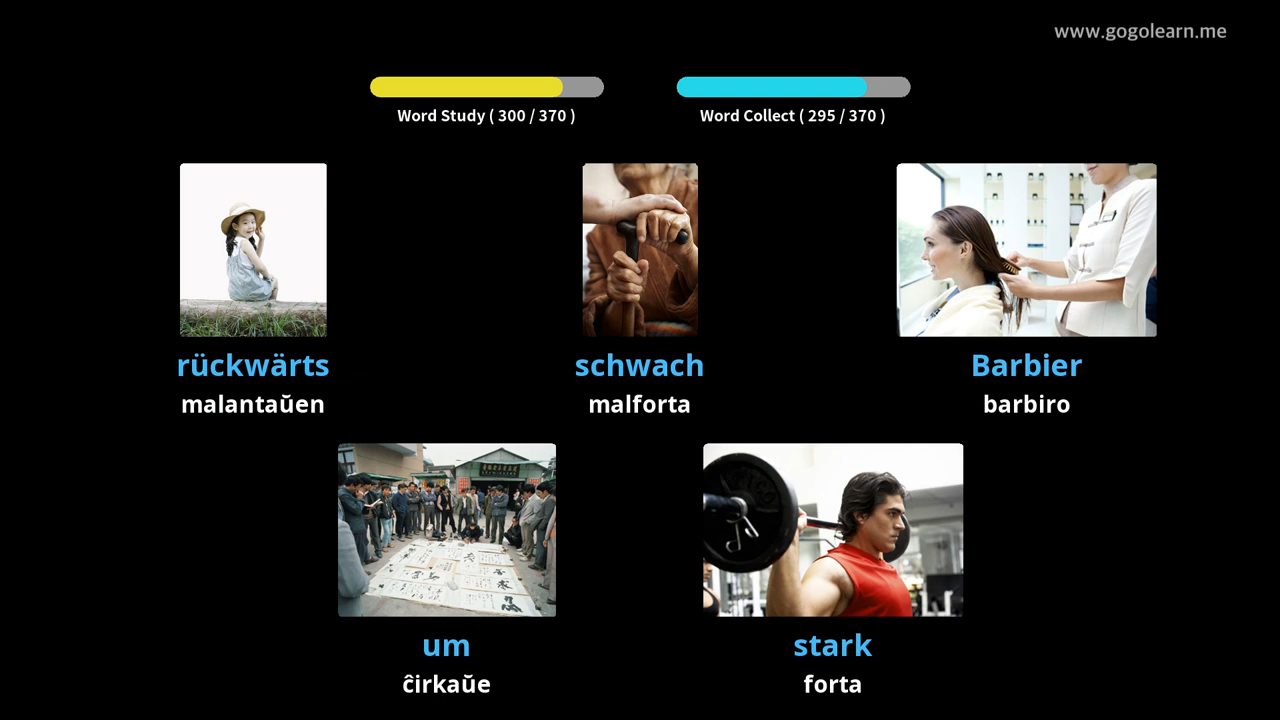 www.gogolearn.me
Word Study ( 300 / 370 )
Word Collect ( 295 / 370 )
rückwärts
malantaŭen
schwach
malforta
Barbier
barbiro
um
ĉirkaŭe
stark
forta